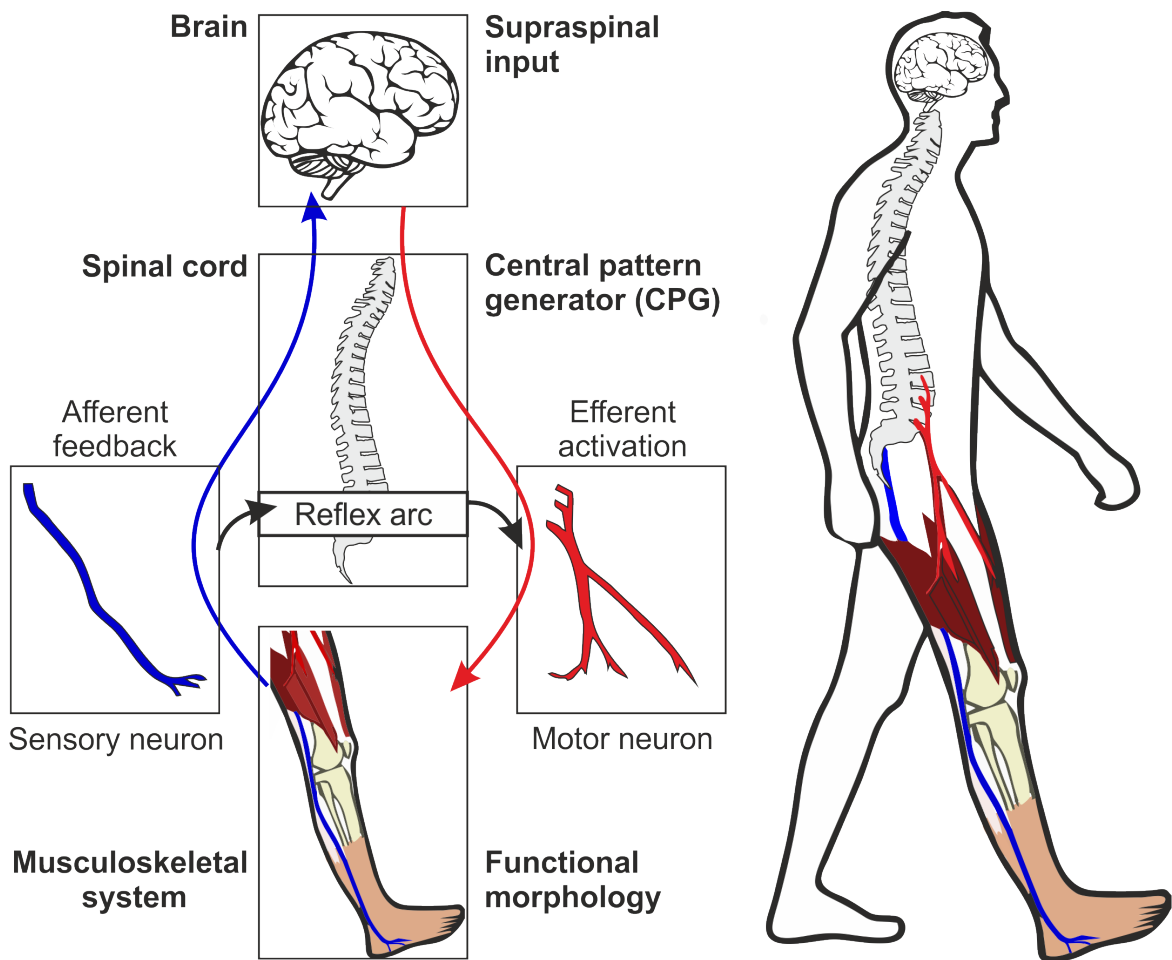 Brain
Supraspinal
input
Spinal cord
Central pattern
generator (CPG)
Afferent
feedback
Efferent
activation
Reflex arc
Sensory neuron
Motor neuron
Musculoskeletal
system
Functional
morphology